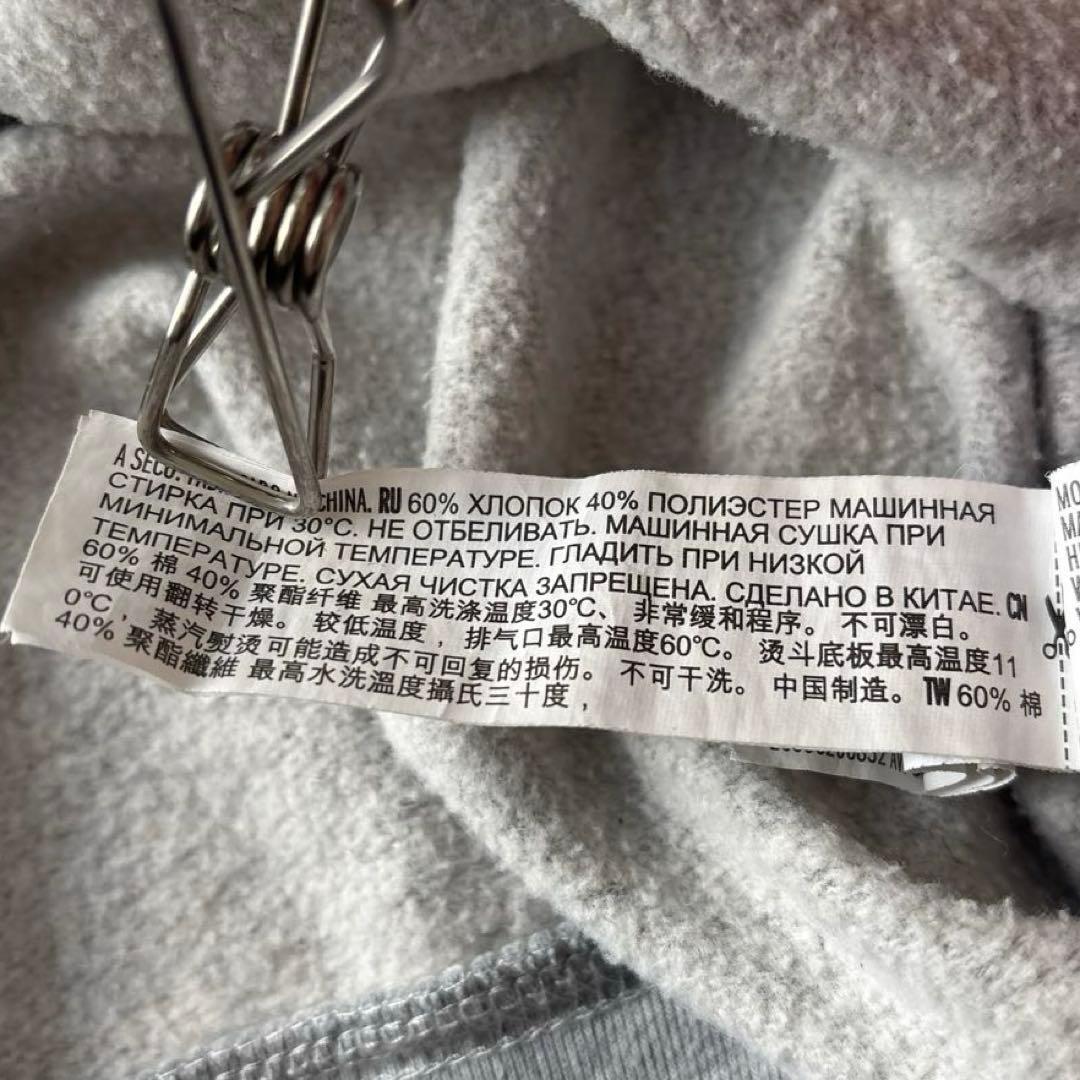 A SECO. CHINA. RU 60% ХЛОПОК 40% ПОЛИЭСТЕР МАШИННАЯ
СТИРКА ПРИ 30°C. НЕ ОТБЕЛИВАТЬ. МАШИННАЯ СУШКА ПРИ
МИНИМАЛЬНОЙ ТЕМПЕРАТУРЕ. ГЛАДИТЬ ПРИ НИЗКОЙ
ТЕМПЕРАТУРЕ. СУХАЯ ЧИСТКА ЗАПРЕЩЕНА. СДЕЛАНО В КИТАЕ. CN
60% 棉 40% 聚酯纤维 最高洗涤温度30℃、 非常缓和程序。 不可漂白。
可使用翻转干燥。 较低温度, 排气口最高温度60℃。 烫斗底板最高温度11
0℃, 蒸汽熨烫可能造成不可回复的损伤。 不可干洗。 中国制造。 TW 60% 棉
40% 聚酯纖維 最高水洗溫度攝氏三十度,